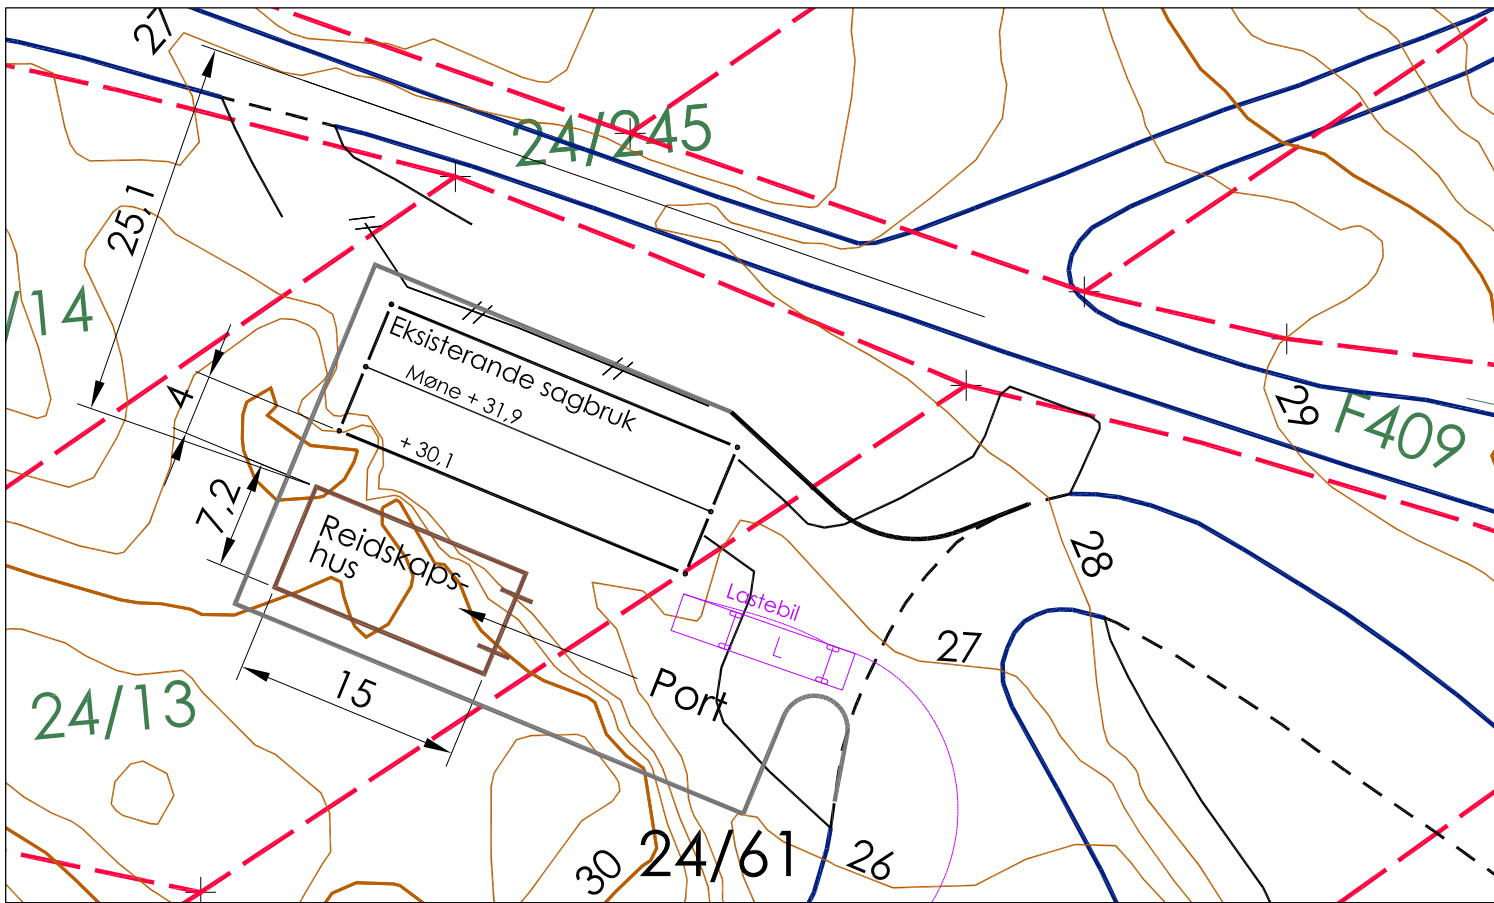 27
24/245
25,1
/14
Eksisterande sagbruk
Møne + 31,9
+ 30,1
4
29
F409
7,2
Reidskaps-
hus
28
Lastebil
L
27
15
Port
24/13
24/61
26
30